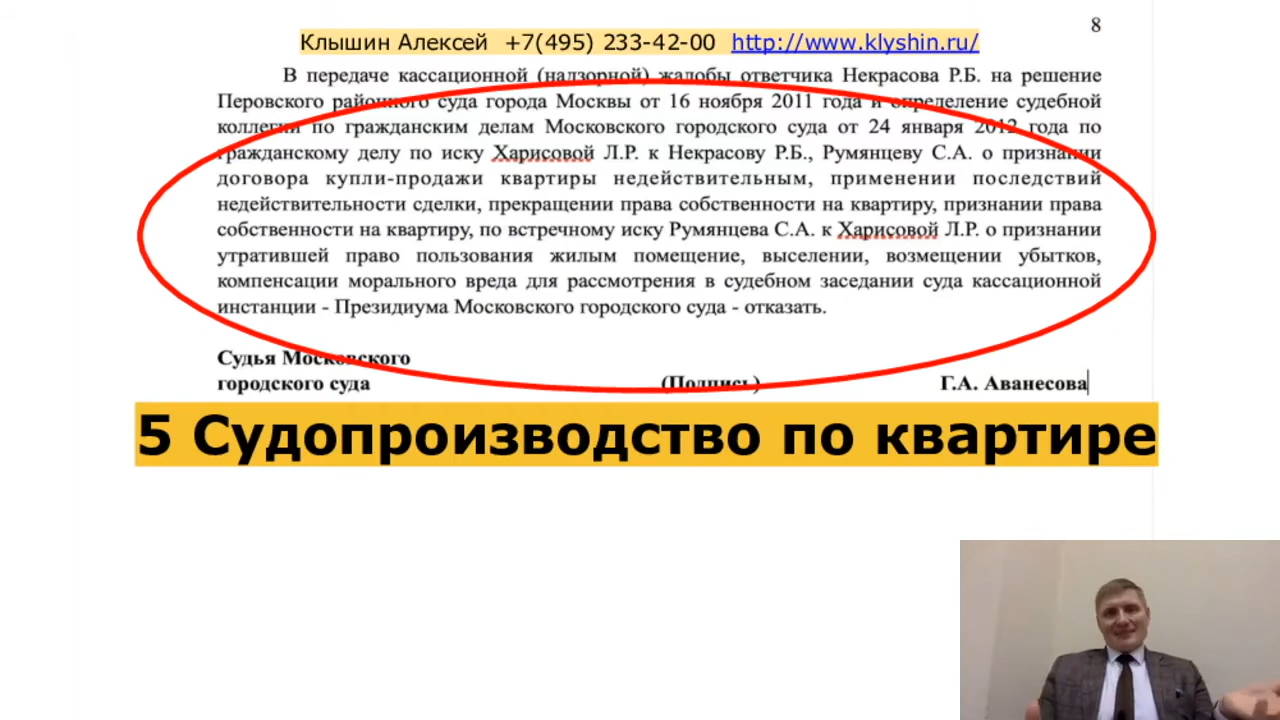 8
Клышин Алексей +7(495) 233-42-00 http://www.klyshin.ru/
В передаче кассационной (надзорной) жалобы ответчика Некрасова Р.Б. на решение
Перовского районного суда города Москвы от 16 ноября 2011 года и определение судебной
коллегии по гражданским делам Московского городского суда от 24 января 2012 года по
гражданскому делу по иску Харисовой Л.Р. к Некрасову Р.Б., Румянцеву С.А. о признании
договора купли-продажи квартиры недействительным, применении последствий
недействительности сделки, прекращении права собственности на квартиру, признании права
собственности на квартиру, по встречному иску Румянцева С.А. к Харисовой Л.Р. о признании
утратившей право пользования жилым помещение, выселении, возмещении убытков,
компенсации морального вреда для рассмотрения в судебном заседании суда кассационной
инстанции - Президиума Московского городского суда - отказать.
Судья Московского
городского суда (Подпись) Г.А. Аванесова
5 Судопроизводство по квартире